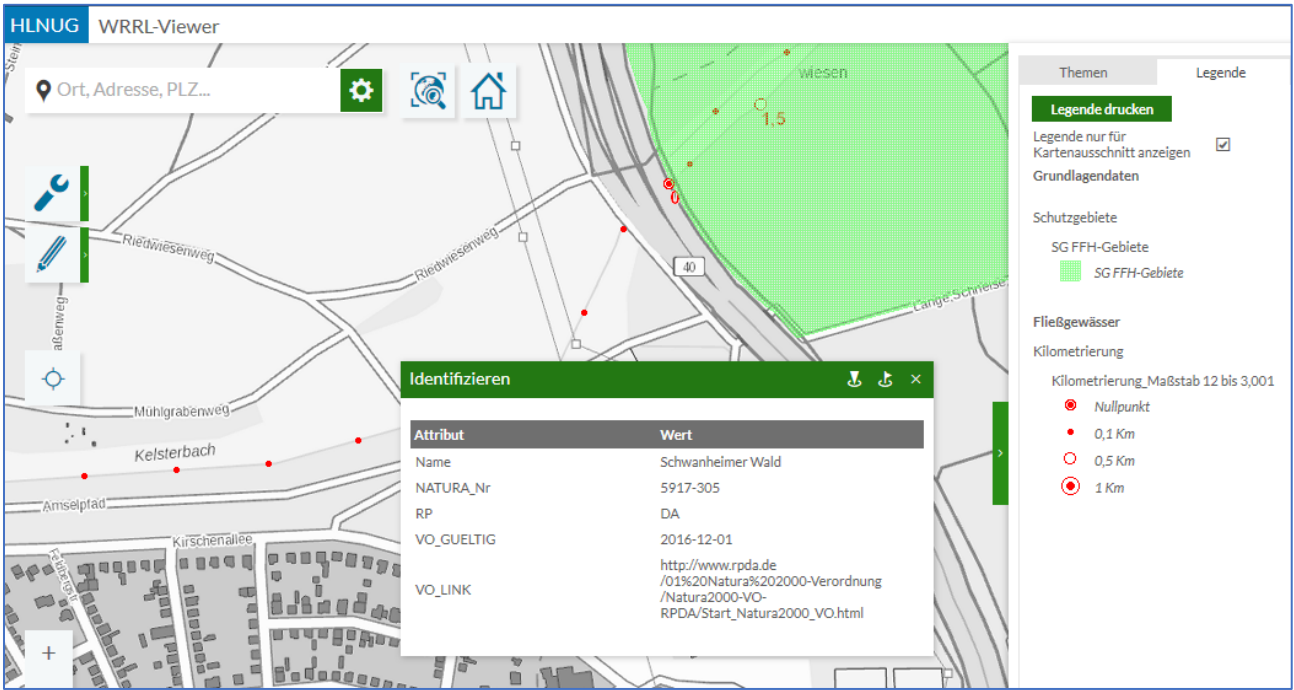 HLNUG WRRL-Viewer
Ort, Adresse, PLZ...
wiesen
1,5
0
Riedwiesenweg
Riedwiesenweg
40
Lange Schneise
aßenweg
Mühlgrabenweg
Kelsterbach
Amselpfad
Kirschenallee
Feldbergstr
+
Identifizieren
Attribut Wert
Name Schwanheimer Wald
NATURA_Nr 5917-305
RP DA
VO_GUELTIG 2016-12-01
VO_LINK http://www.rpda.de
/01%20Natura%202000-Verordnung
/Natura2000-VO-
RPDA/Start_Natura2000_VO.html
Themen Legende
Legende drucken
Legende nur für
Kartenausschnitt anzeigen
Grundlagendaten
Schutzgebiete
SG FFH-Gebiete
SG FFH-Gebiete
Fließgewässer
Kilometrierung
Kilometrierung_Maßstab 12 bis 3,001
Nullpunkt
0,1 Km
0,5 Km
1 Km